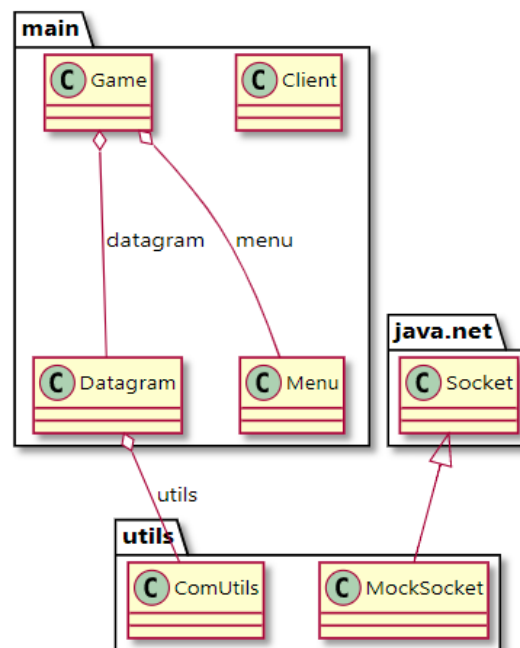 main
C Game
C Client
datagram
menu
C Datagram
C Menu
java.net
C Socket
utils
utils
C ComUtils
C MockSocket